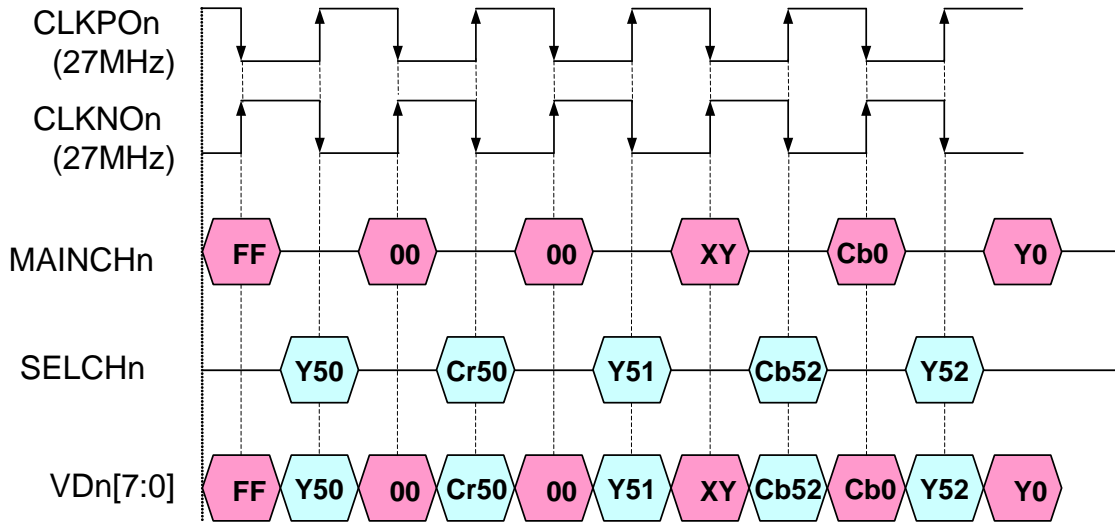 CLKPOn
(27MHz)
CLKNOn
(27MHz)
MAINCHn FF 00 00 XY Cb0 Y0
SELCHn Y50 Cr50 Y51 Cb52 Y52
VDn[7:0] FF Y50 00 Cr50 00 Y51 XY Cb52 Cb0 Y52 Y0